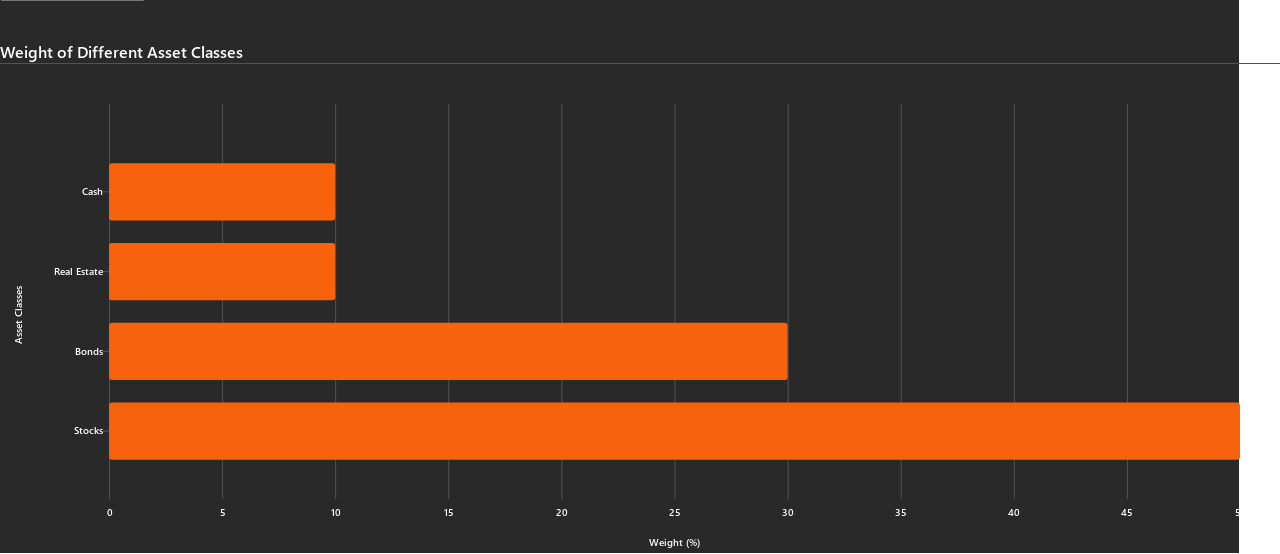 Weight of Different Asset Classes
Cash
Real Estate
Bonds
Stocks
Asset Classes
0 5 10 15 20 25 30 35 40 45
Weight (%)